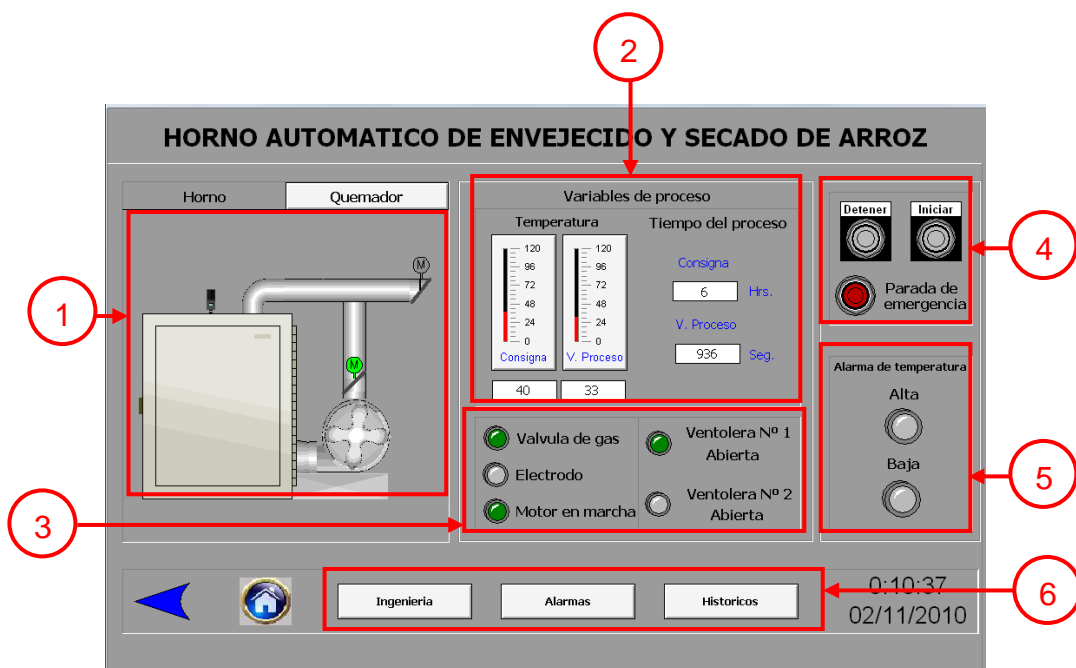 2
HORNO AUTOMATICO DE ENVEJECIDO Y SECADO DE ARROZ
Horno
Quemador
M
M
1
Variables de proceso
Temperatura
120
96
72
48
24
0
Consigna
40
120
96
72
48
24
0
V. Proceso
33
Tiempo del proceso
Consigna
6 Hrs.
V. Proceso
936 Seg.
Detener
Iniciar
Parada de
emergencia
4
Valvula de gas
Electrodo
Motor en marcha
Ventolera Nº 1
Abierta
Ventolera Nº 2
Abierta
3
Alarma de temperatura
Alta
Baja
5
Ingenieria
Alarmas
Historicos
0:10:37
02/11/2010
6